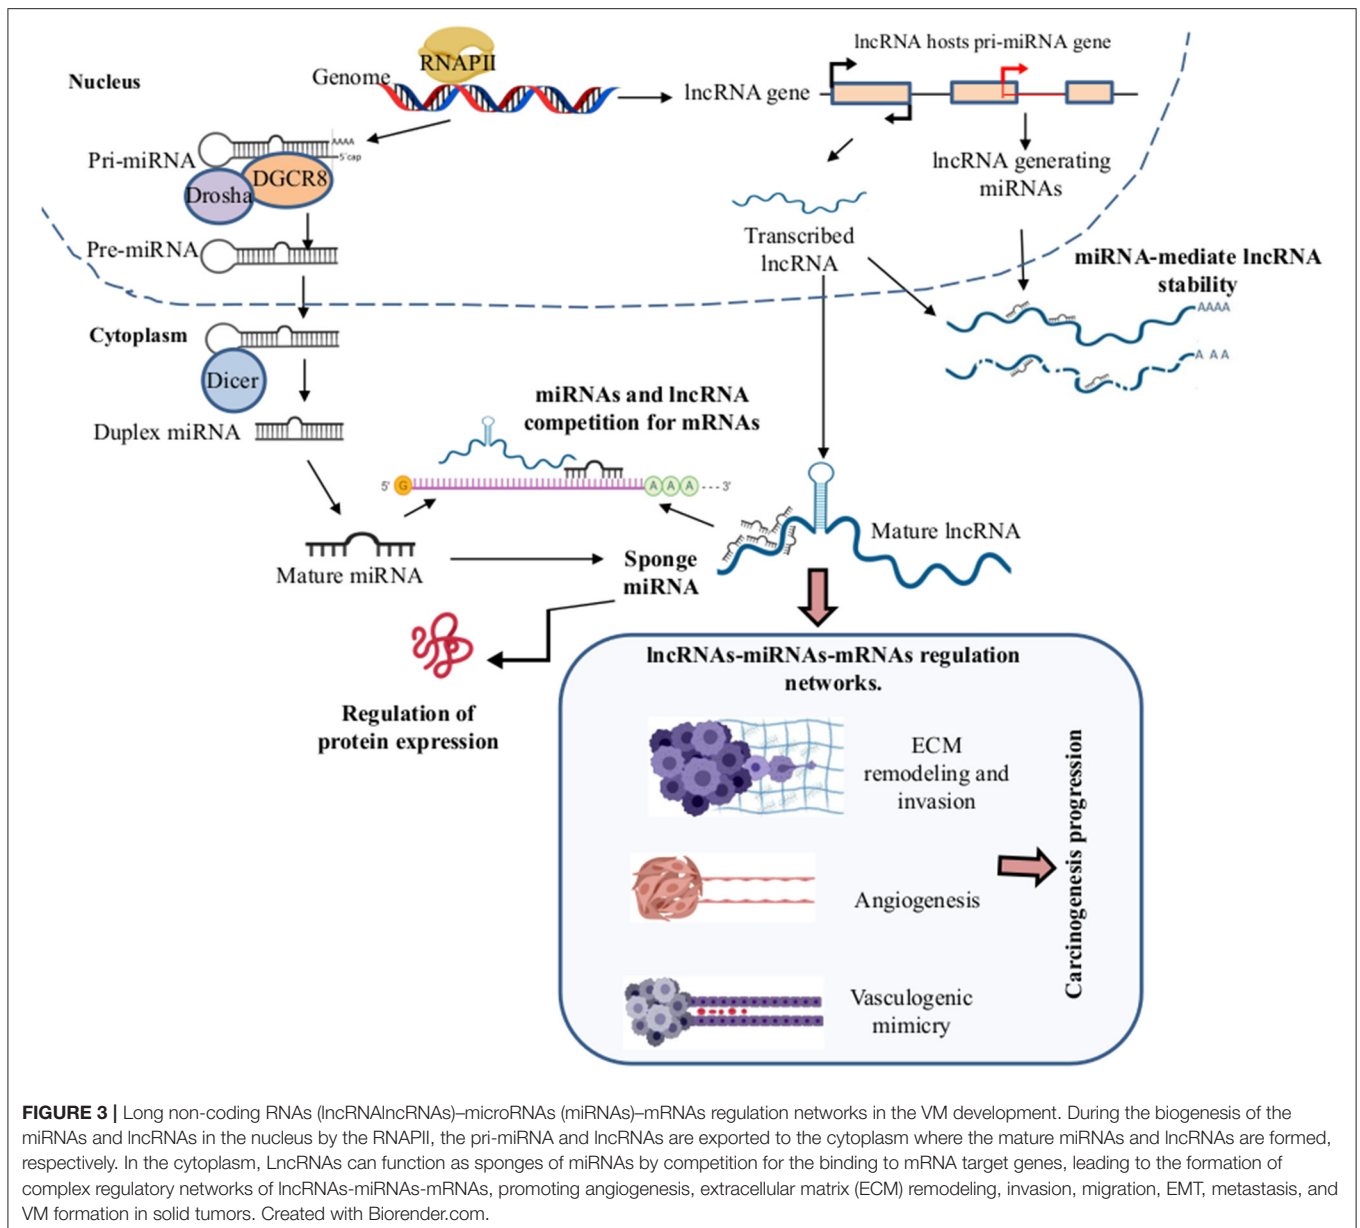 Nucleus
Genome
RNAPII
lncRNA gene
lncRNA hosts pri-miRNA gene
Pri-miRNA
AAAA
5'cap
Drosha
DGCR8
Pre-miRNA
lncRNA generating
miRNAs
Transcribed
lncRNA
miRNA-mediate lncRNA
stability
AAAA
A AA
Cytoplasm
Dicer
Duplex miRNA
miRNAs and lncRNA
competition for mRNAs
5' G A A A ---3'
Mature miRNA
Sponge
miRNA
Mature lncRNA
Regulation of
protein expression
lncRNAs-miRNAs-mRNAs regulation
networks.
ECM
remodeling and
invasion
Angiogenesis
Vasculogenic
mimicry
Carcinogenesis progression
FIGURE 3 | Long non-coding RNAs (lncRNAlncRNAs)–microRNAs (miRNAs)–mRNAs regulation networks in the VM development. During the biogenesis of the
miRNAs and lncRNAs in the nucleus by the RNAPII, the pri-miRNA and lncRNAs are exported to the cytoplasm where the mature miRNAs and lncRNAs are formed,
respectively. In the cytoplasm, LncRNAs can function as sponges of miRNAs by competition for the binding to mRNA target genes, leading to the formation of
complex regulatory networks of lncRNAs-miRNAs-mRNAs, promoting angiogenesis, extracellular matrix (ECM) remodeling, invasion, migration, EMT, metastasis, and
VM formation in solid tumors. Created with Biorender.com.